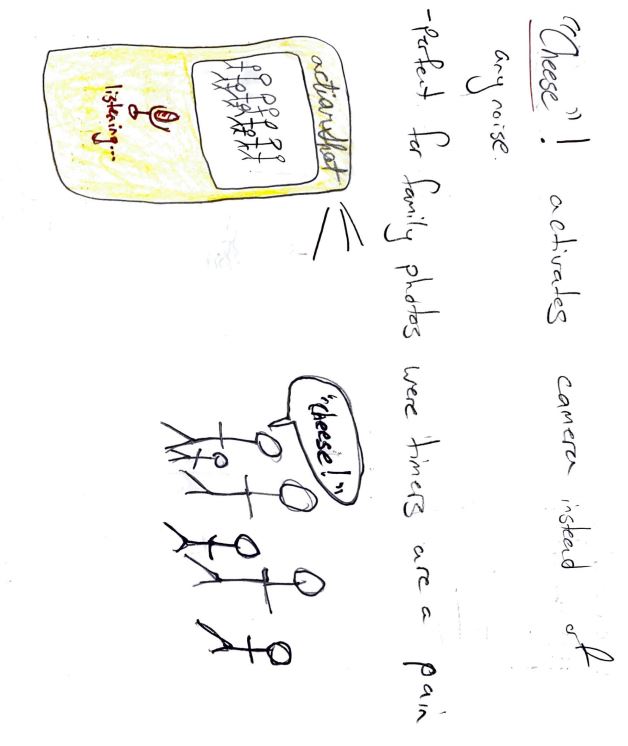 "Cheese"! activates camera instead of
any noise.
-Perfect for family photos were timers are a pain
actionshot
"Cheese!"
listening...